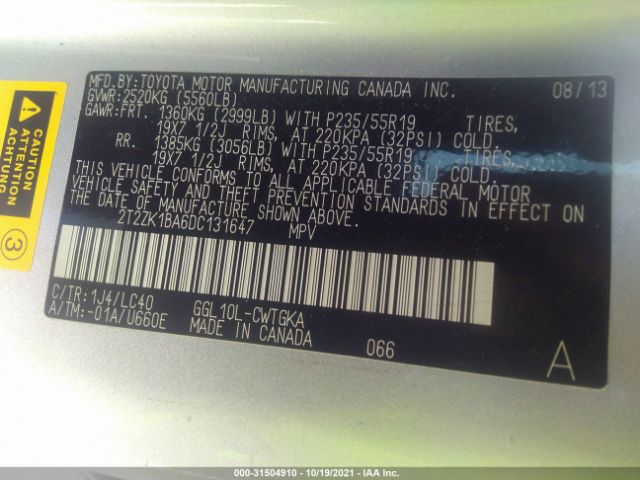 MFD.BY:TOYOTA MOTOR MANUFACTURING CANADA INC. 08/13
GVWR:2520KG (5560LB)
GAWR:FRT. 1360KG (2999LB) WITH P235/55R19 TIRES,
19X7 1/2J RIMS, AT 220KPA (32PSI) COLD.
RR. 1385KG (3056LB) WITH P235/55R19 TIRES,
19X7 1/2J RIMS, AT 220KPA (32PSI) COLD.
THIS VEHICLE CONFORMS TO ALL APPLICABLE FEDERAL MOTOR
VEHICLE SAFETY AND THEFT PREVENTION STANDARDS IN EFFECT ON
THE DATE OF MANUFACTURE SHOWN ABOVE.
2T2ZK1BA6DC131647 MPV
C/TR:1J4/LC40
A/TM:-01A/U660E
GGL10L-CWTGKA
MADE IN CANADA
066
A
CAUTION
ACHTUNG
3
000-31504910 - 10/19/2021 - IAA Inc.